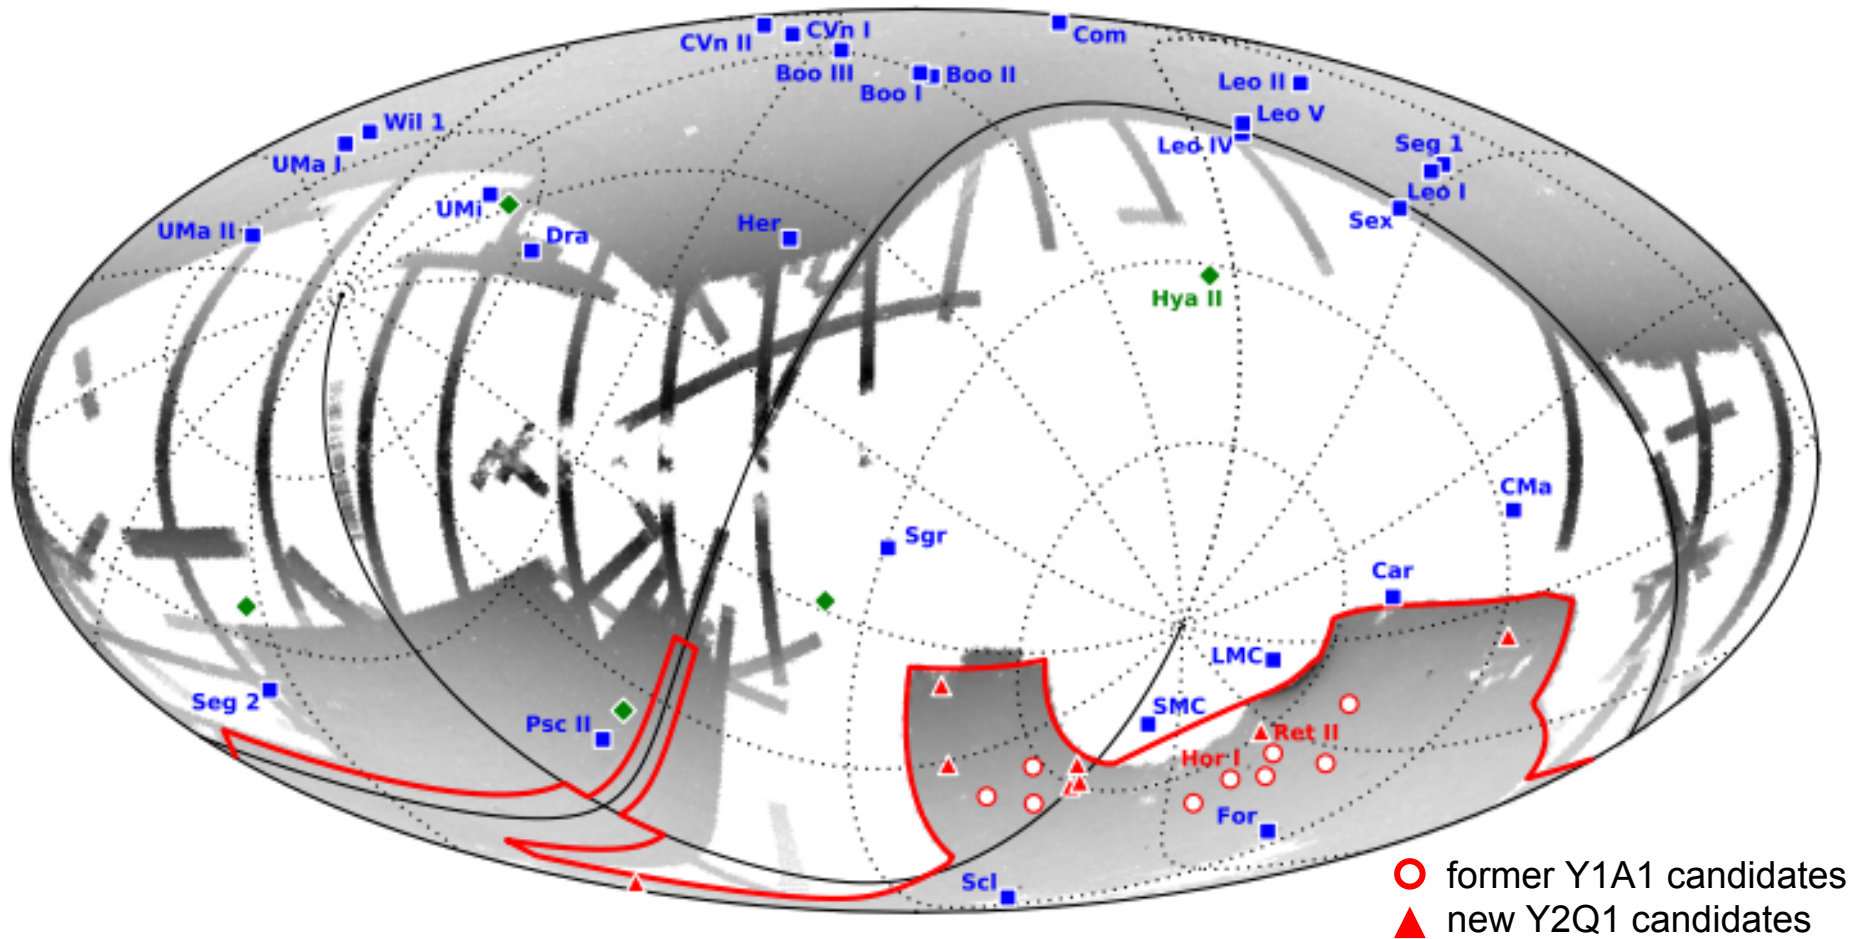 CVn II
CVn I
Com
Boo III
Boo II
Boo I
Leo II
Leo V
Leo IV
Wil 1
UMa I
Seg 1
Leo I
Sex
UMi
UMa II
Dra
Her
Hya II
CMa
Sgr
Car
LMC
Seg 2
Psc II
SMC
Ret II
Hor I
For
Scl
former Y1A1 candidates
new Y2Q1 candidates